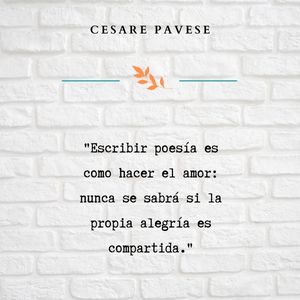 CESARE PAVESE
"Escribir poesía es
como hacer el amor:
nunca se sabrá si la
propia alegría es
compartida."